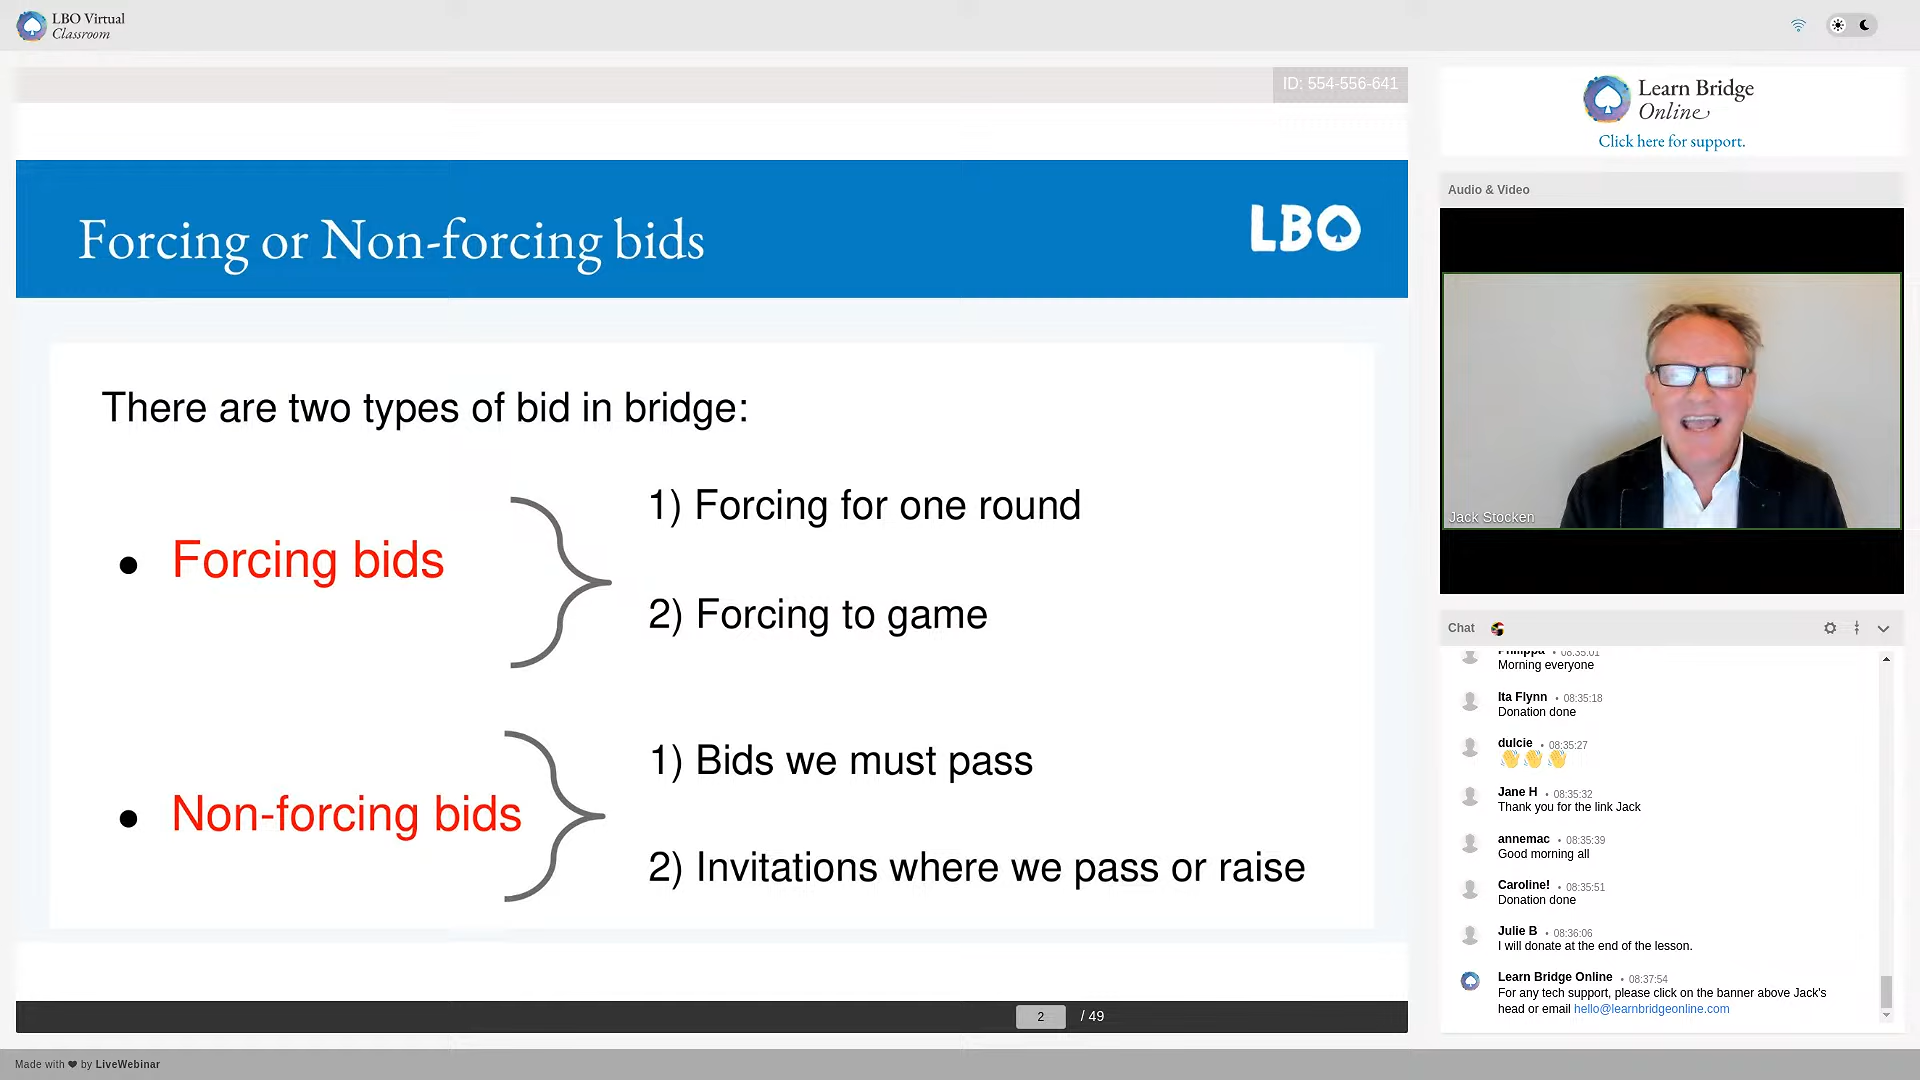 LBO Virtual
Classroom
ID: 554-556-641
Forcing or Non-forcing bids
LBO
There are two types of bid in bridge:
• Forcing bids
1) Forcing for one round
2) Forcing to game
• Non-forcing bids
1) Bids we must pass
2) Invitations where we pass or raise
2 / 49
Learn Bridge
Online
Click here for support.
Audio & Video
Jack Stocken
Chat
Philippa • 08:35:01
Morning everyone
Ita Flynn • 08:35:18
Donation done
dulcie • 08:35:27
👋👋👋
Jane H • 08:35:32
Thank you for the link Jack
annemac • 08:35:39
Good morning all
Caroline! • 08:35:51
Donation done
Julie B • 08:36:06
I will donate at the end of the lesson.
Learn Bridge Online • 08:37:54
For any tech support, please click on the banner above Jack's
head or email hello@learnbridgeonline.com
Made with ❤ by LiveWebinar